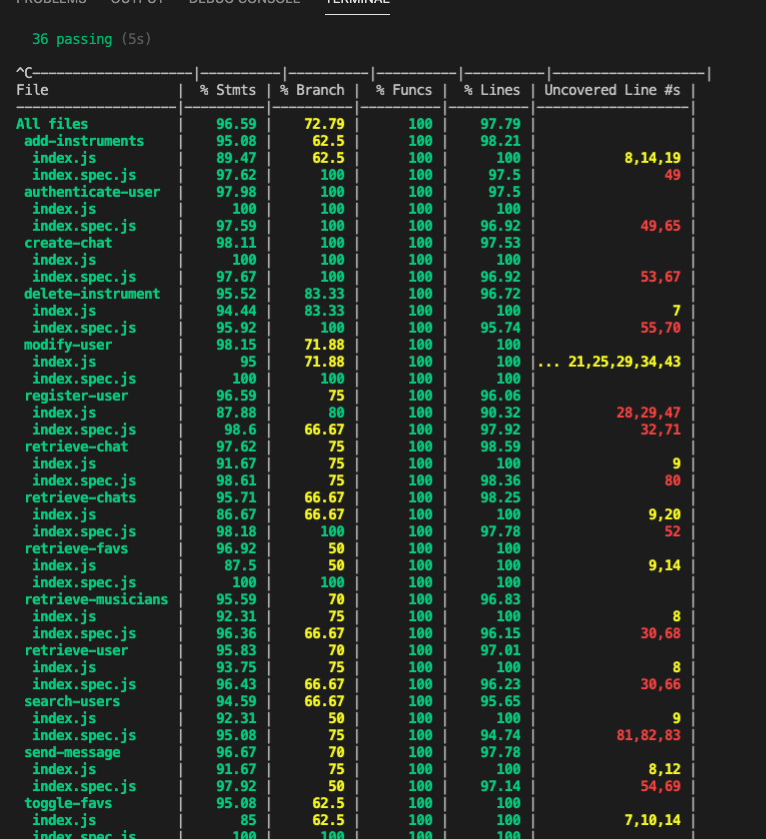 PROBLEMS OUTPUT DEBUG CONSOLE TERMINAL
36 passing (5s)
^C-------------------|----------|----------|----------|----------|-------------------|
File | % Stmts | % Branch | % Funcs | % Lines | Uncovered Line #s |
--------------------|----------|----------|----------|----------|-------------------|
All files | 96.59 | 72.79 | 100 | 97.79 | |
add-instruments | 95.08 | 62.5 | 100 | 98.21 | |
index.js | 89.47 | 62.5 | 100 | 100 | 8,14,19 |
index.spec.js | 97.62 | 100 | 100 | 97.5 | 49 |
authenticate-user | 97.98 | 100 | 100 | 97.5 | |
index.js | 100 | 100 | 100 | 100 | |
index.spec.js | 97.59 | 100 | 100 | 96.92 | 49,65 |
create-chat | 98.11 | 100 | 100 | 97.53 | |
index.js | 100 | 100 | 100 | 100 | |
index.spec.js | 97.67 | 100 | 100 | 96.92 | 53,67 |
delete-instrument | 95.52 | 83.33 | 100 | 96.72 | |
index.js | 94.44 | 83.33 | 100 | 100 | 7 |
index.spec.js | 95.92 | 100 | 100 | 95.74 | 55,70 |
modify-user | 98.15 | 71.88 | 100 | 100 | |
index.js | 95 | 71.88 | 100 | 100 |... 21,25,29,34,43 |
index.spec.js | 100 | 100 | 100 | 100 | |
register-user | 96.59 | 75 | 100 | 96.06 | |
index.js | 87.88 | 80 | 100 | 90.32 | 28,29,47 |
index.spec.js | 98.6 | 66.67 | 100 | 97.92 | 32,71 |
retrieve-chat | 97.62 | 75 | 100 | 98.59 | |
index.js | 91.67 | 75 | 100 | 100 | 9 |
index.spec.js | 98.61 | 75 | 100 | 98.36 | 80 |
retrieve-chats | 95.71 | 66.67 | 100 | 98.25 | |
index.js | 86.67 | 66.67 | 100 | 100 | 9,20 |
index.spec.js | 98.18 | 100 | 100 | 97.78 | 52 |
retrieve-favs | 96.92 | 50 | 100 | 100 | |
index.js | 87.5 | 50 | 100 | 100 | 9,14 |
index.spec.js | 100 | 100 | 100 | 100 | |
retrieve-musicians | 95.59 | 70 | 100 | 96.83 | |
index.js | 92.31 | 75 | 100 | 100 | 8 |
index.spec.js | 96.36 | 66.67 | 100 | 96.15 | 30,68 |
retrieve-user | 95.83 | 70 | 100 | 97.01 | |
index.js | 93.75 | 75 | 100 | 100 | 8 |
index.spec.js | 96.43 | 66.67 | 100 | 96.23 | 30,66 |
search-users | 94.59 | 66.67 | 100 | 95.65 | |
index.js | 92.31 | 50 | 100 | 100 | 9 |
index.spec.js | 95.08 | 75 | 100 | 94.74 | 81,82,83 |
send-message | 96.67 | 70 | 100 | 97.78 | |
index.js | 91.67 | 75 | 100 | 100 | 8,12 |
index.spec.js | 97.92 | 50 | 100 | 97.14 | 54,69 |
toggle-favs | 95.08 | 62.5 | 100 | 100 | |
index.js | 85 | 62.5 | 100 | 100 | 7,10,14 |
index.spec.js | 100 | 100 | 100 | 100 | |